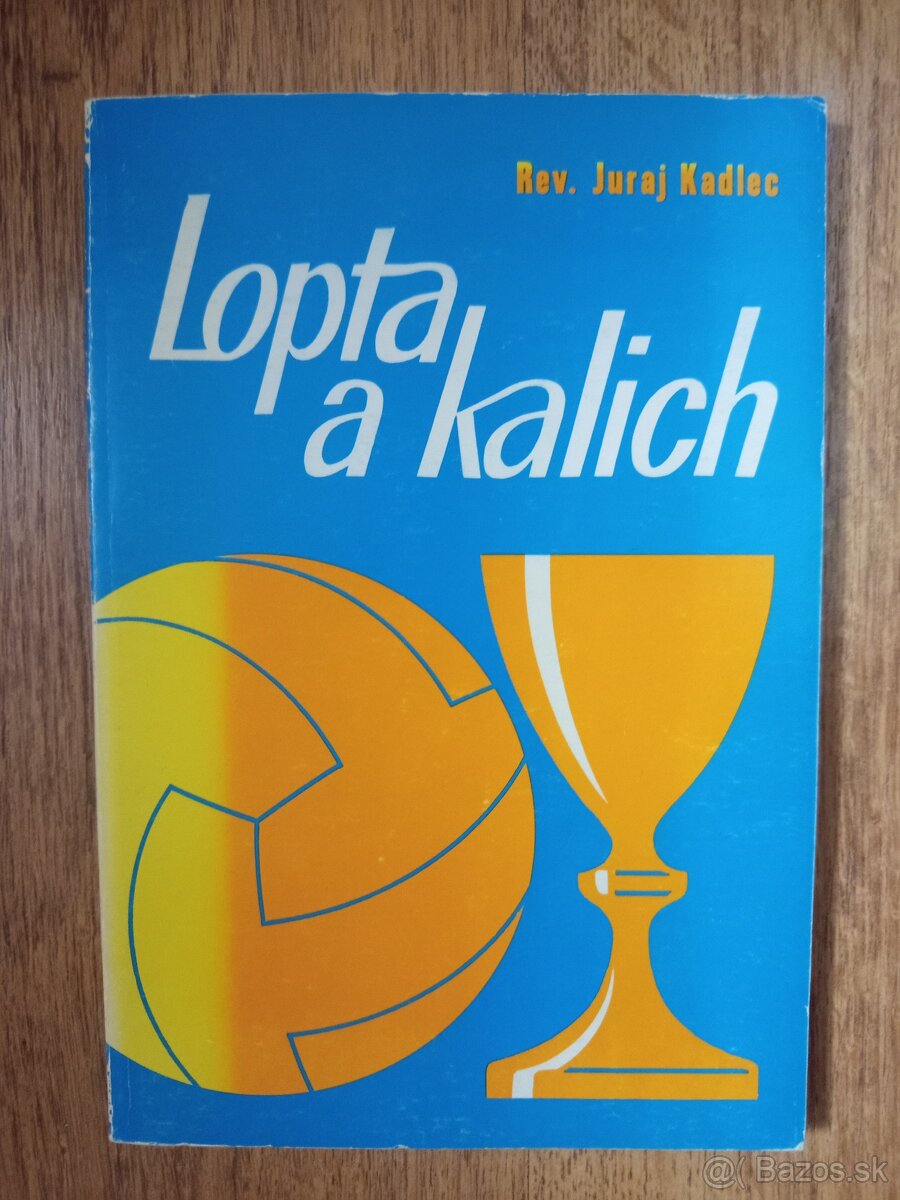 Rev. Juraj Kadlec
Lopta
a kalich
@( Bazos.sk